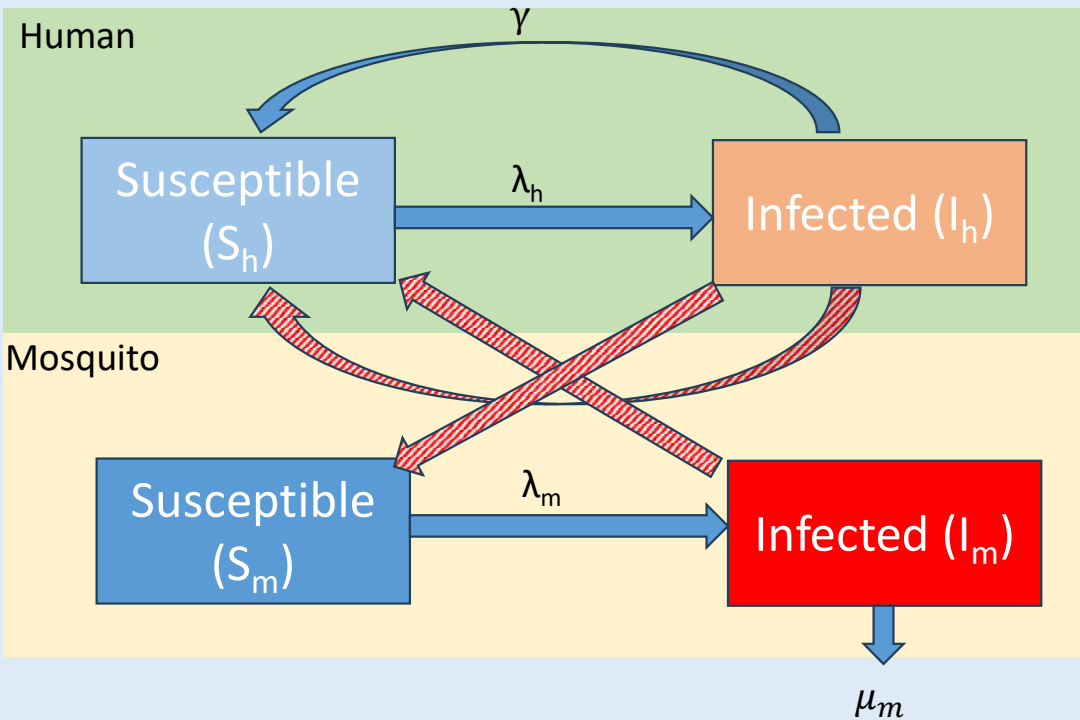 γ
Human
Susceptible
(Sₕ)
λₕ
Infected (Iₕ)
Mosquito
Susceptible
(Sₘ)
λₘ
Infected (Iₘ)
μₘ